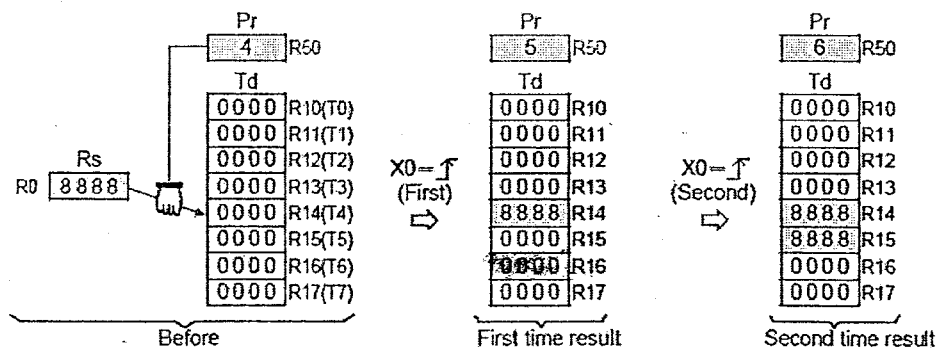 Pr Pr Pr
4 R50 5 R50 6 R50
Td Td Td
0000 R10(T0) 0000 R10 0000 R10
0000 R11(T1) 0000 R11 0000 R11
Rs 0000 R12(T2) X0= 0000 R12 X0= 0000 R12
R0 8888 0000 R13(T3) (First) 0000 R13 (Second) 0000 R13
0000 R14(T4) 8888 R14 8888 R14
0000 R15(T5) 0000 R15 8888 R15
0000 R16(T6) 0000 R16 0000 R16
0000 R17(T7) 0000 R17 0000 R17
Before First time result Second time result